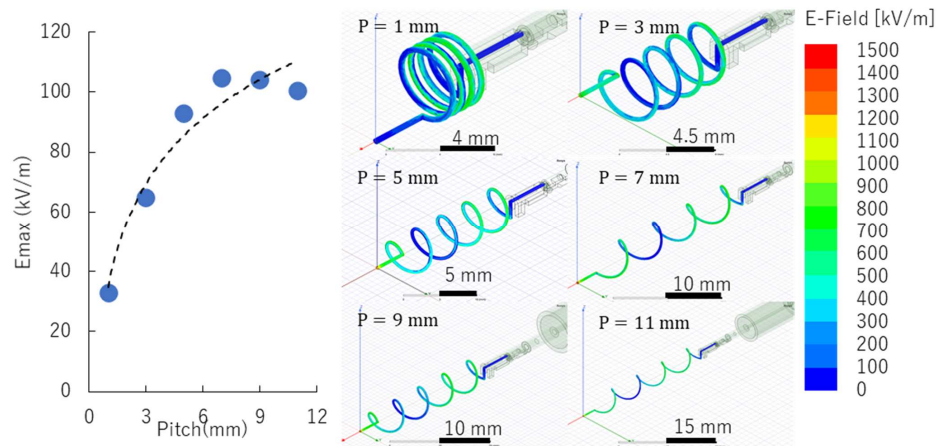 120
100
80
60
40
20
0
0 3 6 9 12
Emax (kV/m)
Pitch(mm)
P = 1 mm
4 mm
P = 3 mm
4.5 mm
P = 5 mm
5 mm
P = 7 mm
10 mm
P = 9 mm
10 mm
P = 11 mm
15 mm
E-Field [kV/m]
1500
1400
1300
1200
1100
1000
900
800
700
600
500
400
300
200
100
0